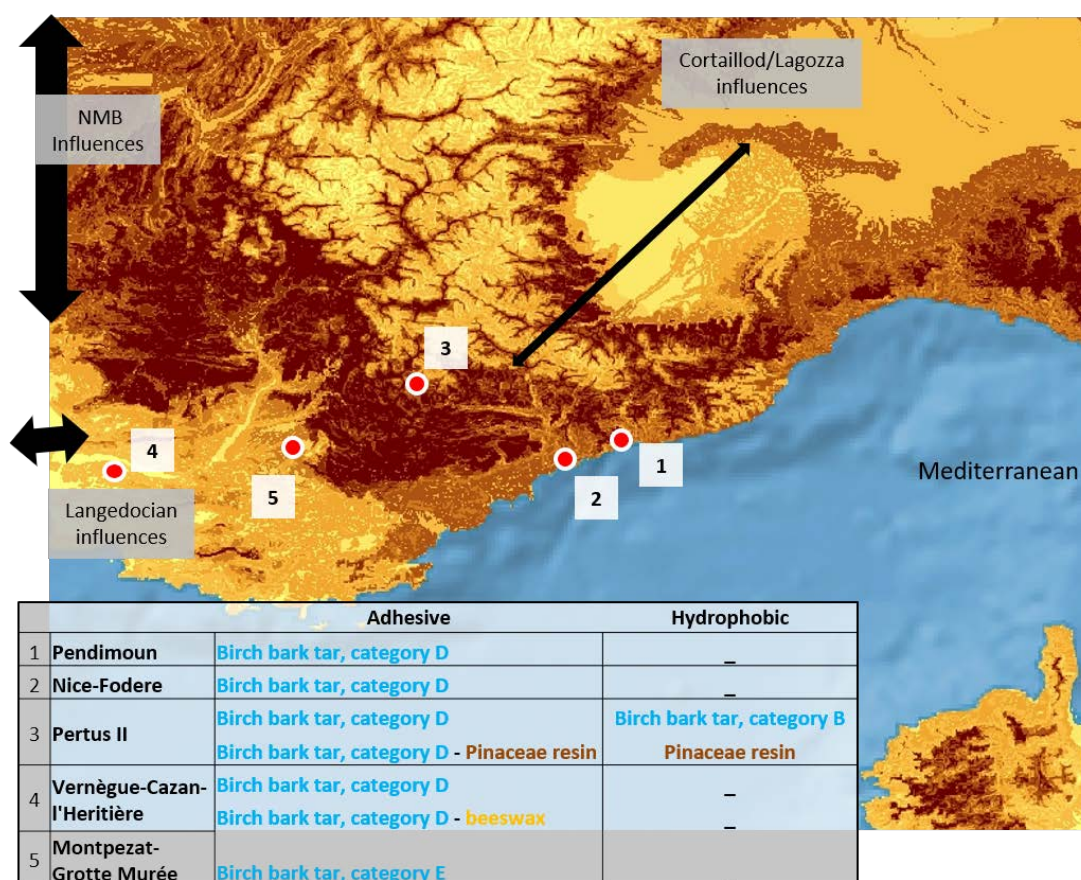 NMB
Influences
Cortaillod/Lagozza
influences
3
4
5
1
2
Mediterranean
Langedocian
influences
Adhesive Hydrophobic
1 Pendimoun Birch bark tar, category D _
2 Nice-Fodere Birch bark tar, category D _
3 Pertus II Birch bark tar, category D Birch bark tar, category B
Birch bark tar, category D - Pinaceae resin Pinaceae resin
4 Vernègue-Cazan- Birch bark tar, category D _
l'Heritière Birch bark tar, category D - beeswax _
5 Montpezat-
Grotte Murée Birch bark tar, category E